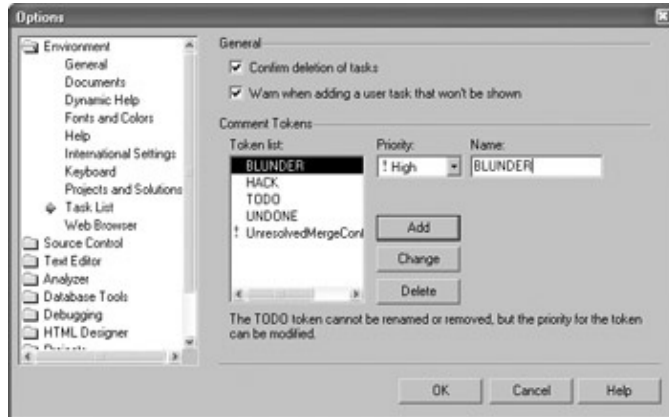 Options
Environment
General
Documents
Dynamic Help
Fonts and Colors
Help
International Settings
Keyboard
Projects and Solutions
Task List
Web Browser
Source Control
Text Editor
Analyzer
Database Tools
Debugging
HTML Designer
General
Confirm deletion of tasks
Warn when adding a user task that won't be shown
Comment Tokens
Token list:
Priority:
Name:
BLUNDER
HACK
TODO
UNDONE
! UnresolvedMergeConf
! High
BLUNDER
Add
Change
Delete
The TODO token cannot be renamed or removed, but the priority for the token
can be modified.
OK
Cancel
Help